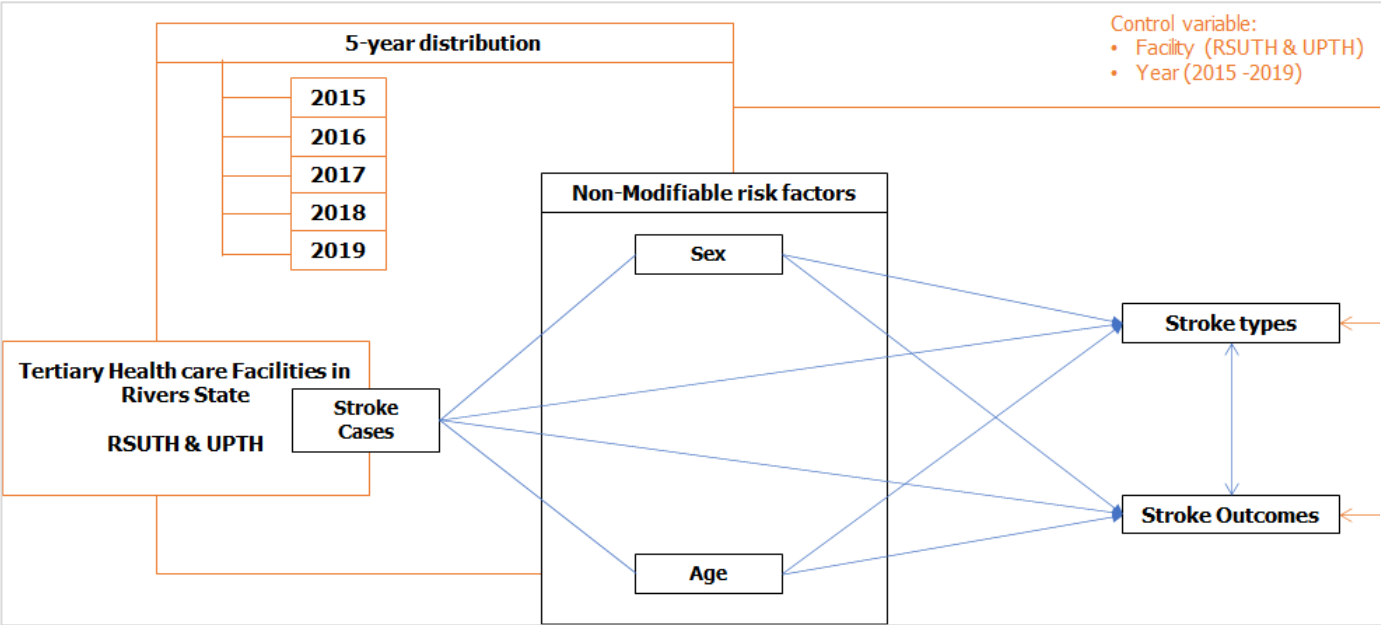 Control variable:
• Facility (RSUTH & UPTH)
• Year (2015 -2019)
5-year distribution
2015
2016
2017
2018
2019
Non-Modifiable risk factors
Sex
Stroke types
Tertiary Health care Facilities in
Rivers State
RSUTH & UPTH
Stroke
Cases
Stroke Outcomes
Age